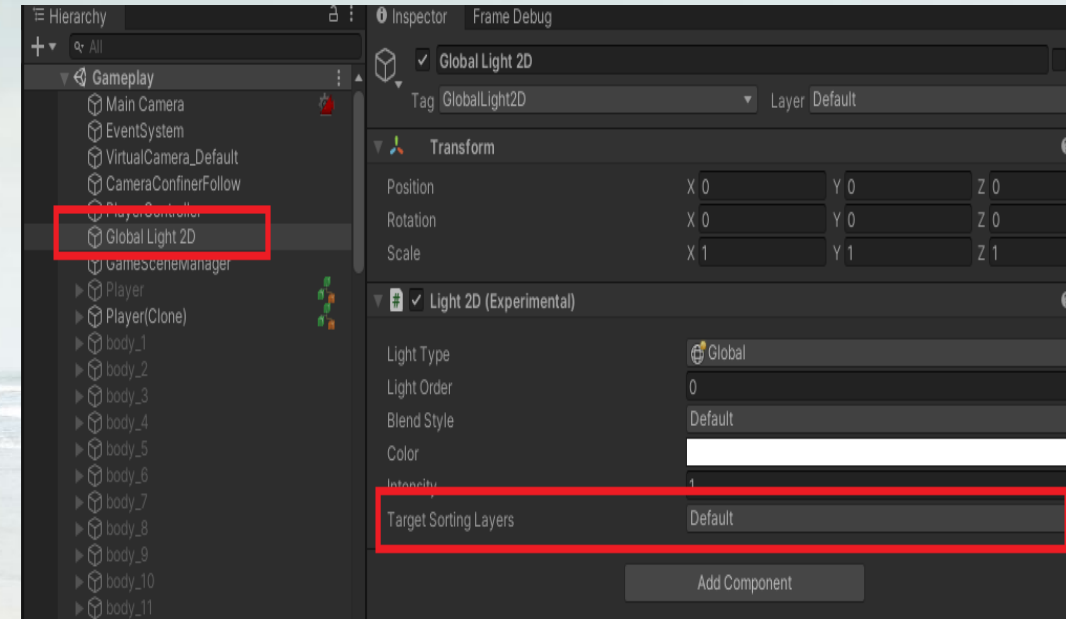 Hierarchy
All
Gameplay
Main Camera
EventSystem
VirtualCamera_Default
CameraConfinerFollow
PlayerController
Global Light 2D
GameSceneManager
Player
Player(Clone)
body_1
body_2
body_3
body_4
body_5
body_6
body_7
body_8
body_9
body_10
body_11
Inspector Frame Debug
Global Light 2D
Tag GlobalLight2D Layer Default
Transform
Position X 0 Y 0 Z 0
Rotation X 0 Y 0 Z 0
Scale X 1 Y 1 Z 1
# Light 2D (Experimental)
Light Type Global
Light Order 0
Blend Style Default
Color
Intensity 1
Target Sorting Layers Default
Add Component